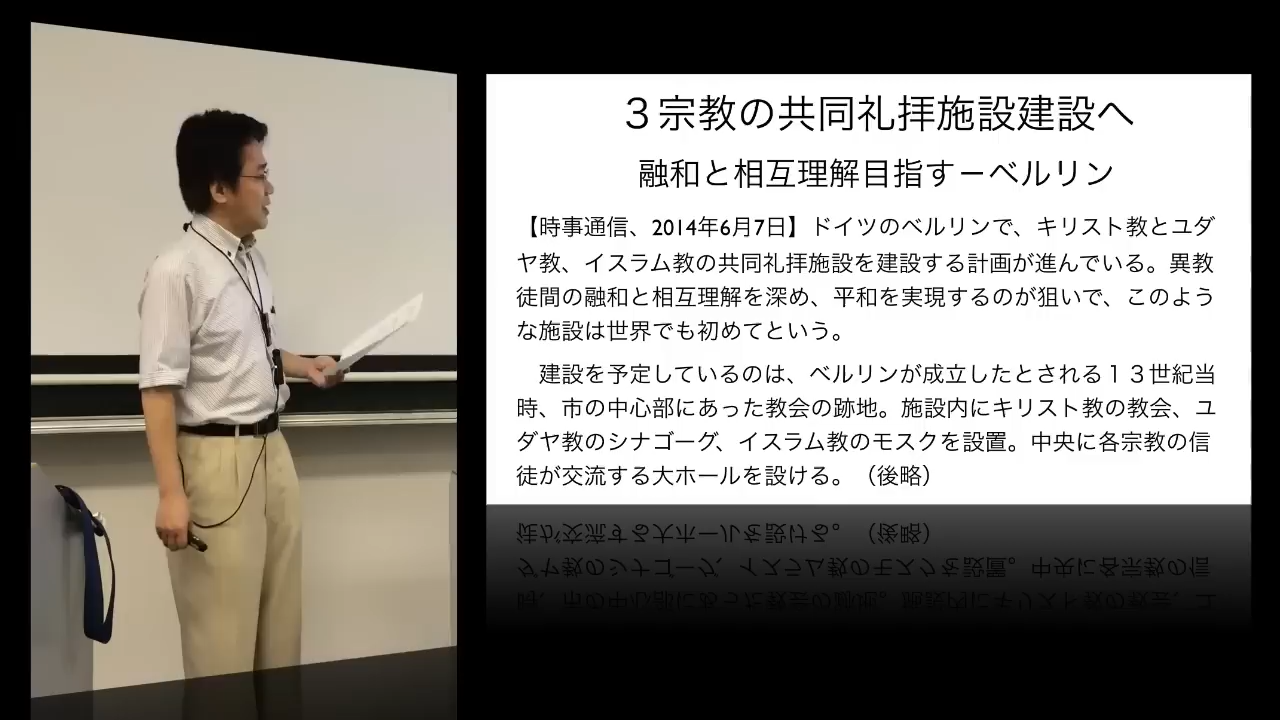 ３宗教の共同礼拝施設建設へ
融和と相互理解目指す－ベルリン
【時事通信、2014年6月7日】ドイツのベルリンで、キリスト教とユダ
ヤ教、イスラム教の共同礼拝施設を建設する計画が進んでいる。異教
徒間の融和と相互理解を深め、平和を実現するのが狙いで、このよう
な施設は世界でも初めてという。
　建設を予定しているのは、ベルリンが成立したとされる１３世紀当
時、市の中心部にあった教会の跡地。施設内にキリスト教の教会、ユ
ダヤ教のシナゴーグ、イスラム教のモスクを設置。中央に各宗教の信
徒が交流する大ホールを設ける。（後略）